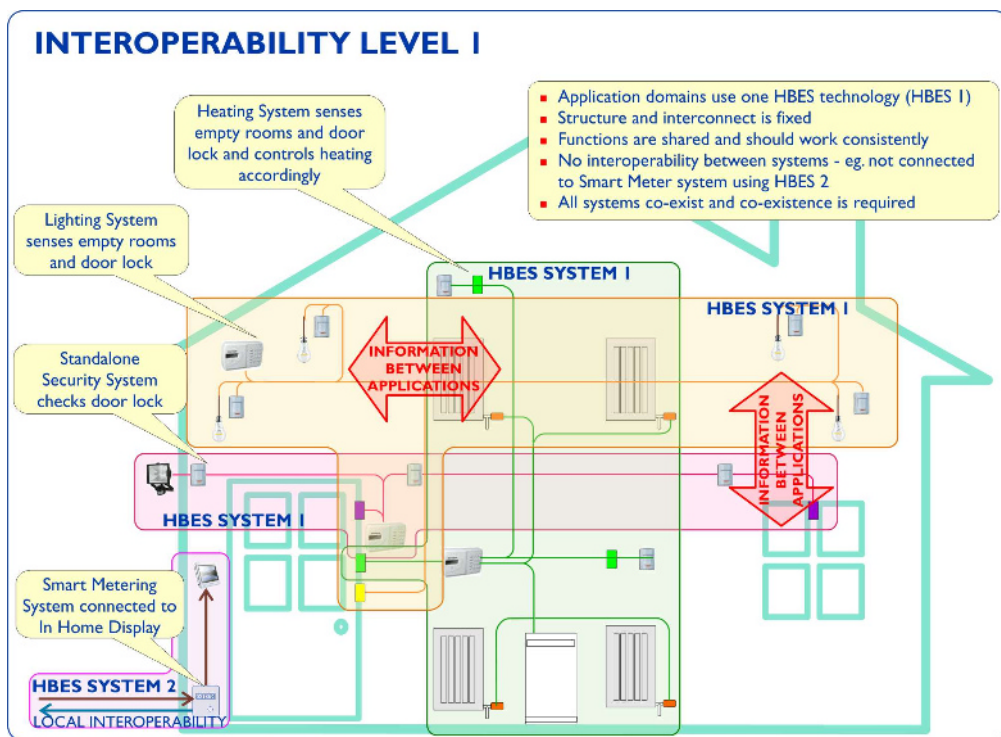 INTEROPERABILITY LEVEL 1
Heating System senses
empty rooms and door
lock and controls heating
accordingly
Application domains use one HBES technology (HBES 1)
Structure and interconnect is fixed
Functions are shared and should work consistently
No interoperability between systems - eg. not connected
to Smart Meter system using HBES 2
All systems co-exist and co-existence is required
Lighting System
senses empty rooms
and door lock
HBES SYSTEM 1
HBES SYSTEM 1
INFORMATION
BETWEEN
APPLICATIONS
Standalone
Security System
checks door lock
INFORMATION
BETWEEN
APPLICATIONS
HBES SYSTEM 1
Smart Metering
System connected to
In Home Display
HBES SYSTEM 2
LOCAL INTEROPERABILITY